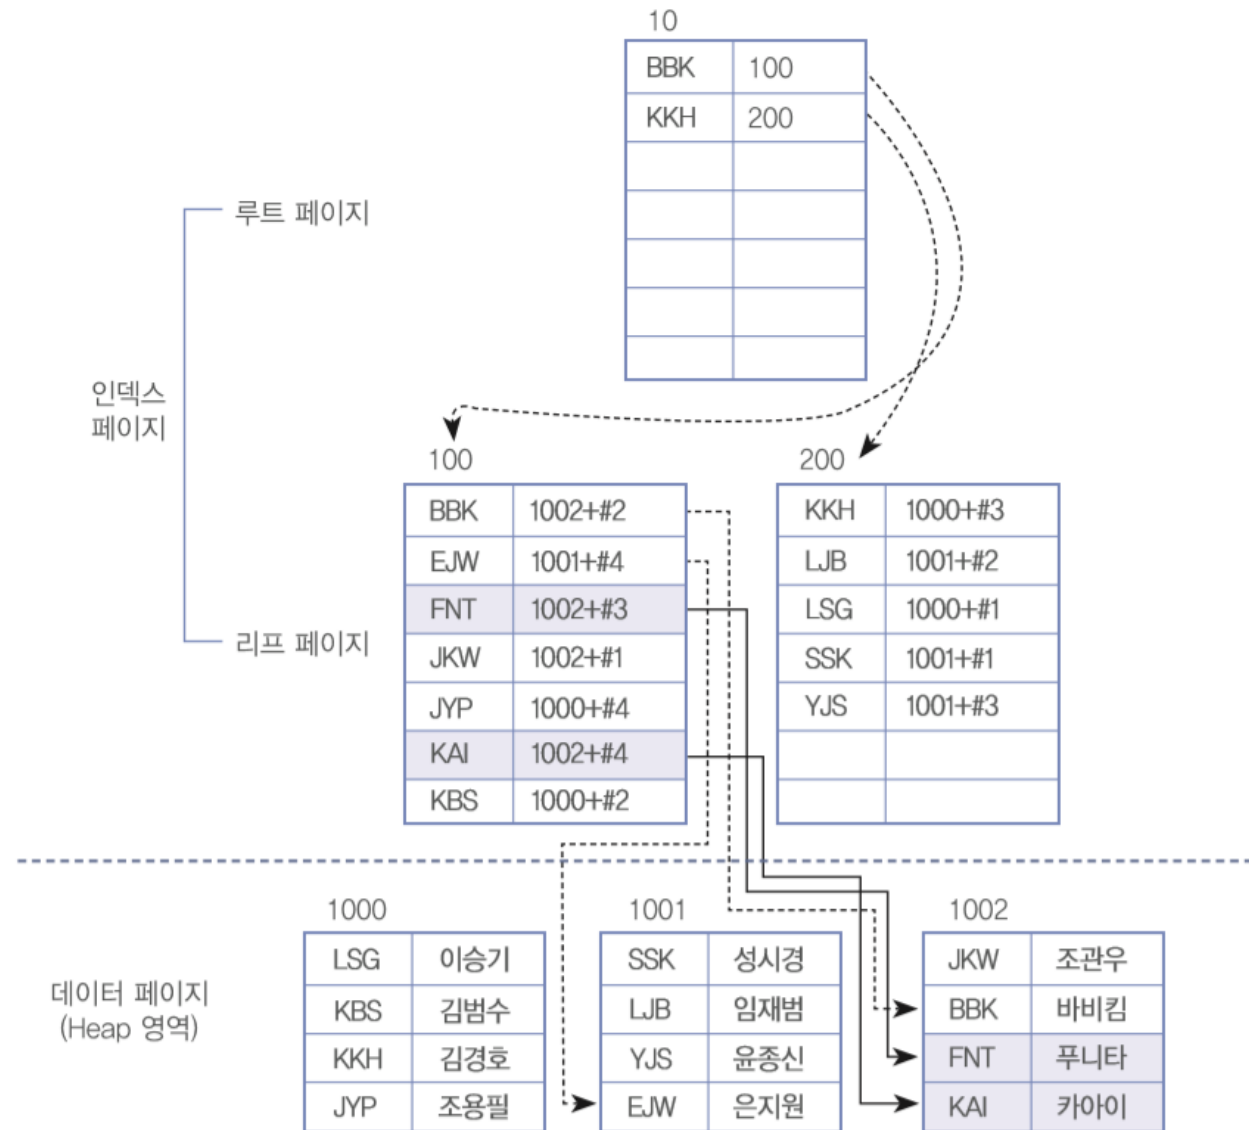 10
BBK 100
KKH 200
루트 페이지
인덱스
페이지
리프 페이지
100
BBK 1002+#2
EJW 1001+#4
FNT 1002+#3
JKW 1002+#1
JYP 1000+#4
KAI 1002+#4
KBS 1000+#2
200
KKH 1000+#3
LJB 1001+#2
LSG 1000+#1
SSK 1001+#1
YJS 1001+#3
데이터 페이지
(Heap 영역)
1000
LSG 이승기
KBS 김범수
KKH 김경호
JYP 조용필
1001
SSK 성시경
LJB 임재범
YJS 윤종신
EJW 은지원
1002
JKW 조관우
BBK 바비킴
FNT 푸니타
KAI 카아이